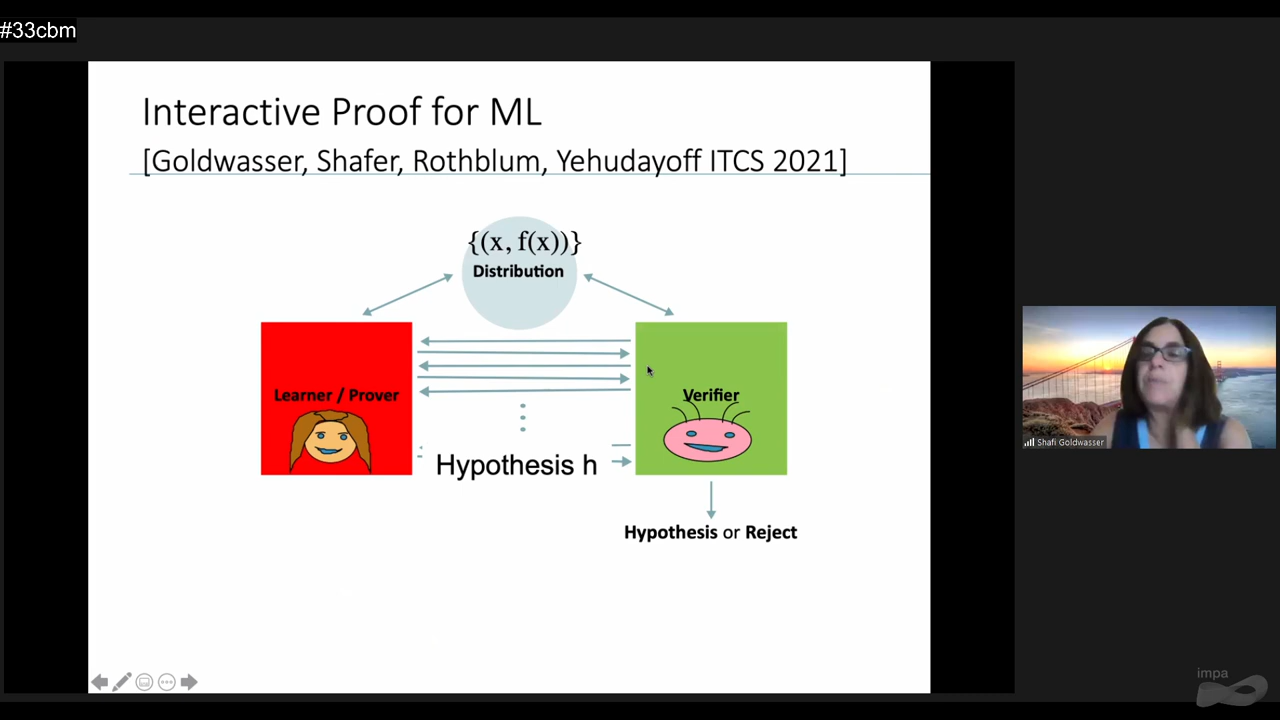 #33cbm
Interactive Proof for ML
[Goldwasser, Shafer, Rothblum, Yehudayoff ITCS 2021]
{(x, f(x))}
Distribution
Learner / Prover
Verifier
Hypothesis h
Hypothesis or Reject
Shafi Goldwasser
impa